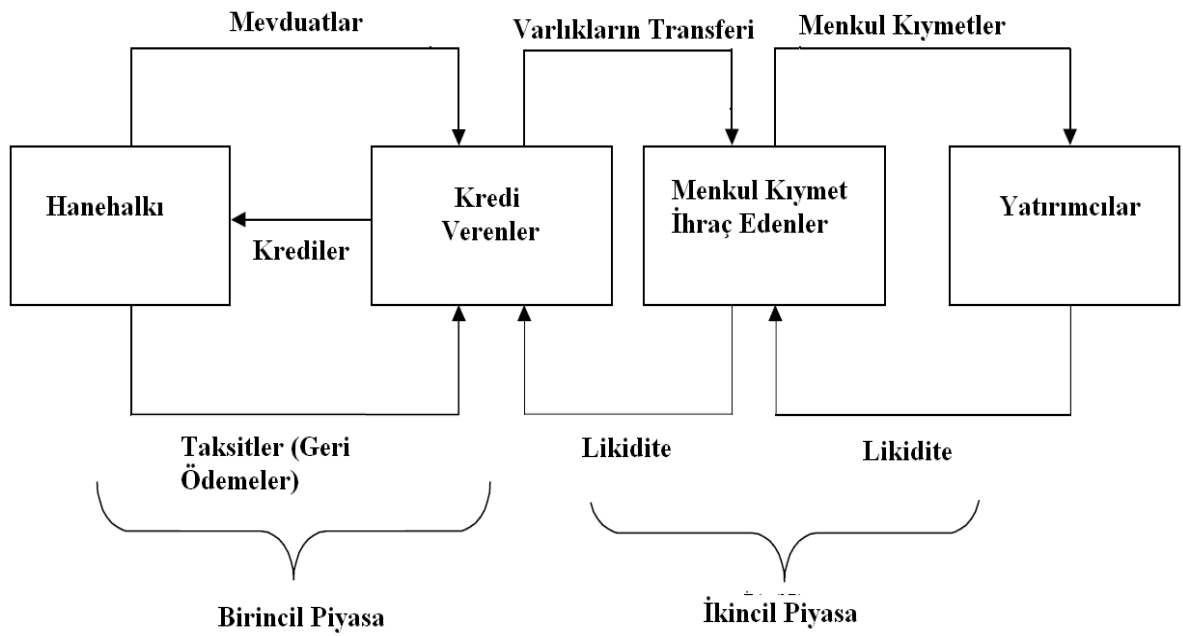 Mevduatlar
Varlıkların Transferi
Menkul Kıymetler
Hanehalkı
Krediler
Kredi
Verenler
Menkul Kıymet
İhraç Edenler
Yatırımcılar
Taksitler (Geri
Ödemeler)
Likidite
Likidite
Birincil Piyasa
İkincil Piyasa